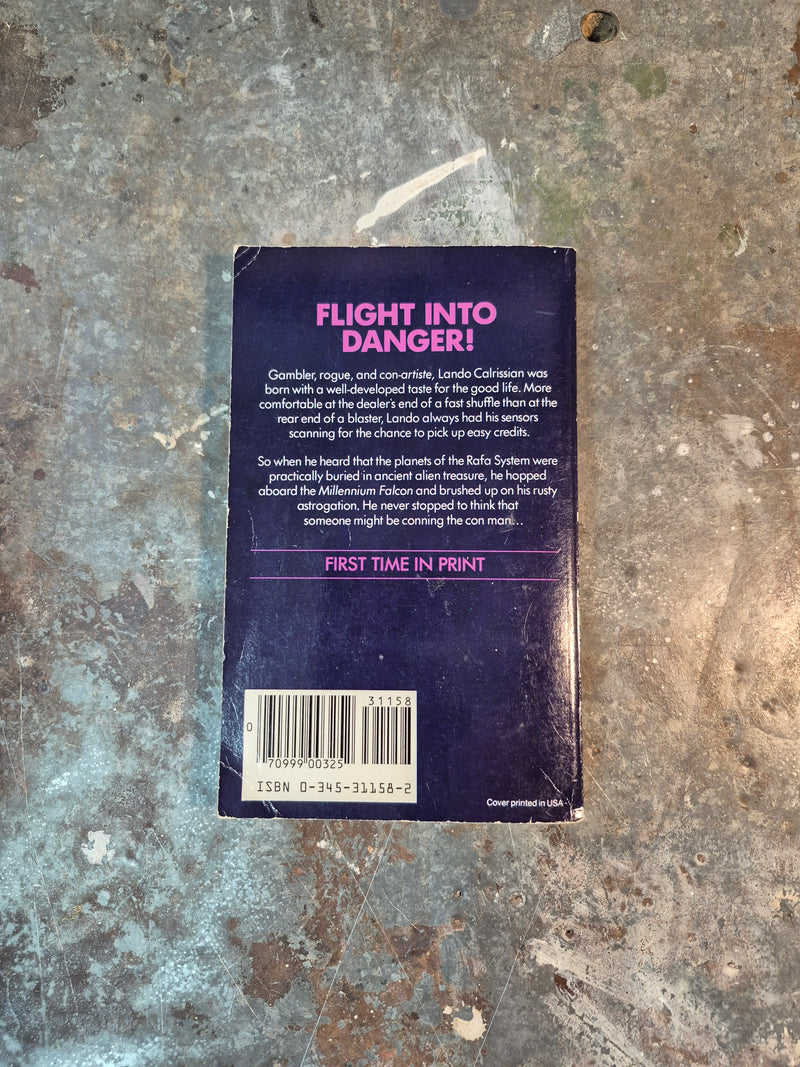 FLIGHT INTO
DANGER!
Gambler, rogue, and con-artiste, Lando Calrissian was
born with a well-developed taste for the good life. More
comfortable at the dealer's end of a fast shuffle than at the
rear end of a blaster, Lando always had his sensors
scanning for the chance to pick up easy credits.
So when he heard that the planets of the Rafa System were
practically buried in ancient alien treasure, he hopped
aboard the Millennium Falcon and brushed up on his rusty
astrogation. He never stopped to think that
someone might be conning the con man...
FIRST TIME IN PRINT
31158
0
70999 00325
ISBN 0-345-31158-2
Cover printed in USA